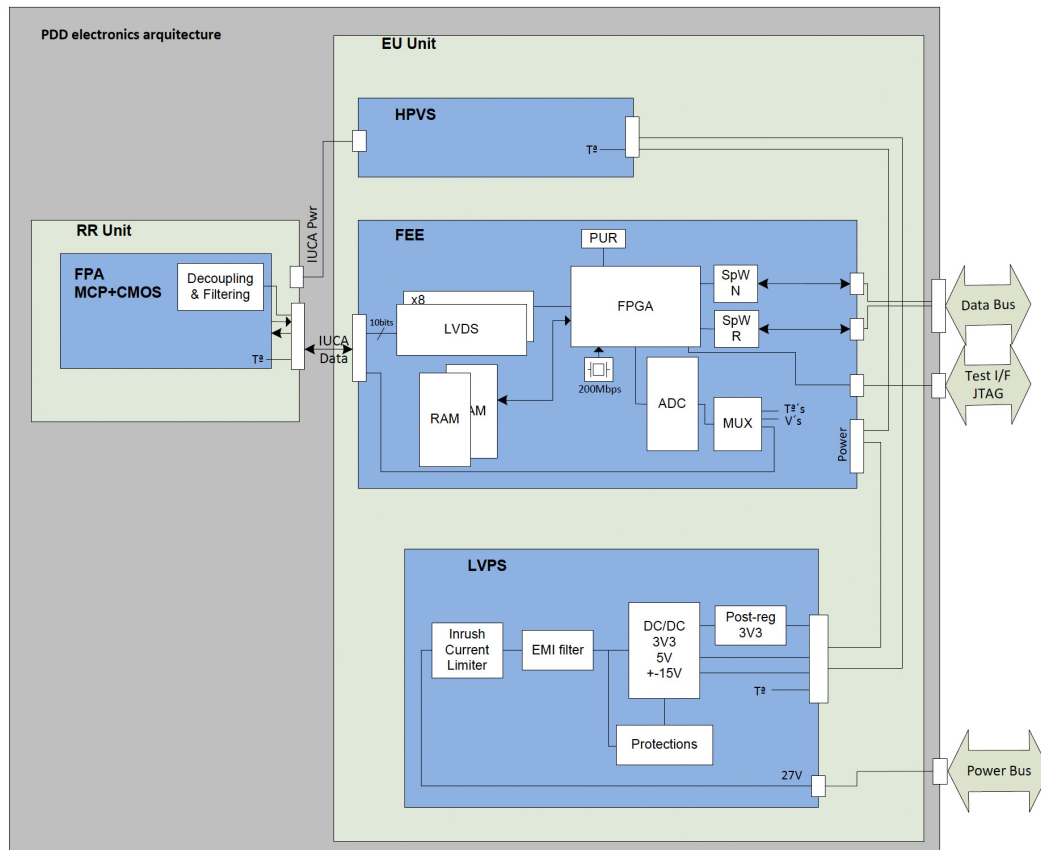 PDD electronics arquitecture
EU Unit
HPVS
Tª
IUCA Pwr
RR Unit
FPA
MCP+CMOS
Decoupling
& Filtering
Tª
IUCA
Data
FEE
PUR
x8
10bits
LVDS
FPGA
SpW
N
SpW
R
200Mbps
RAM
AM
ADC
MUX
Tª´s
V´s
Power
Data Bus
Test I/F
JTAG
LVPS
Inrush
Current
Limiter
EMI filter
DC/DC
3V3
5V
+-15V
Post-reg
3V3
Tª
Protections
27V
Power Bus